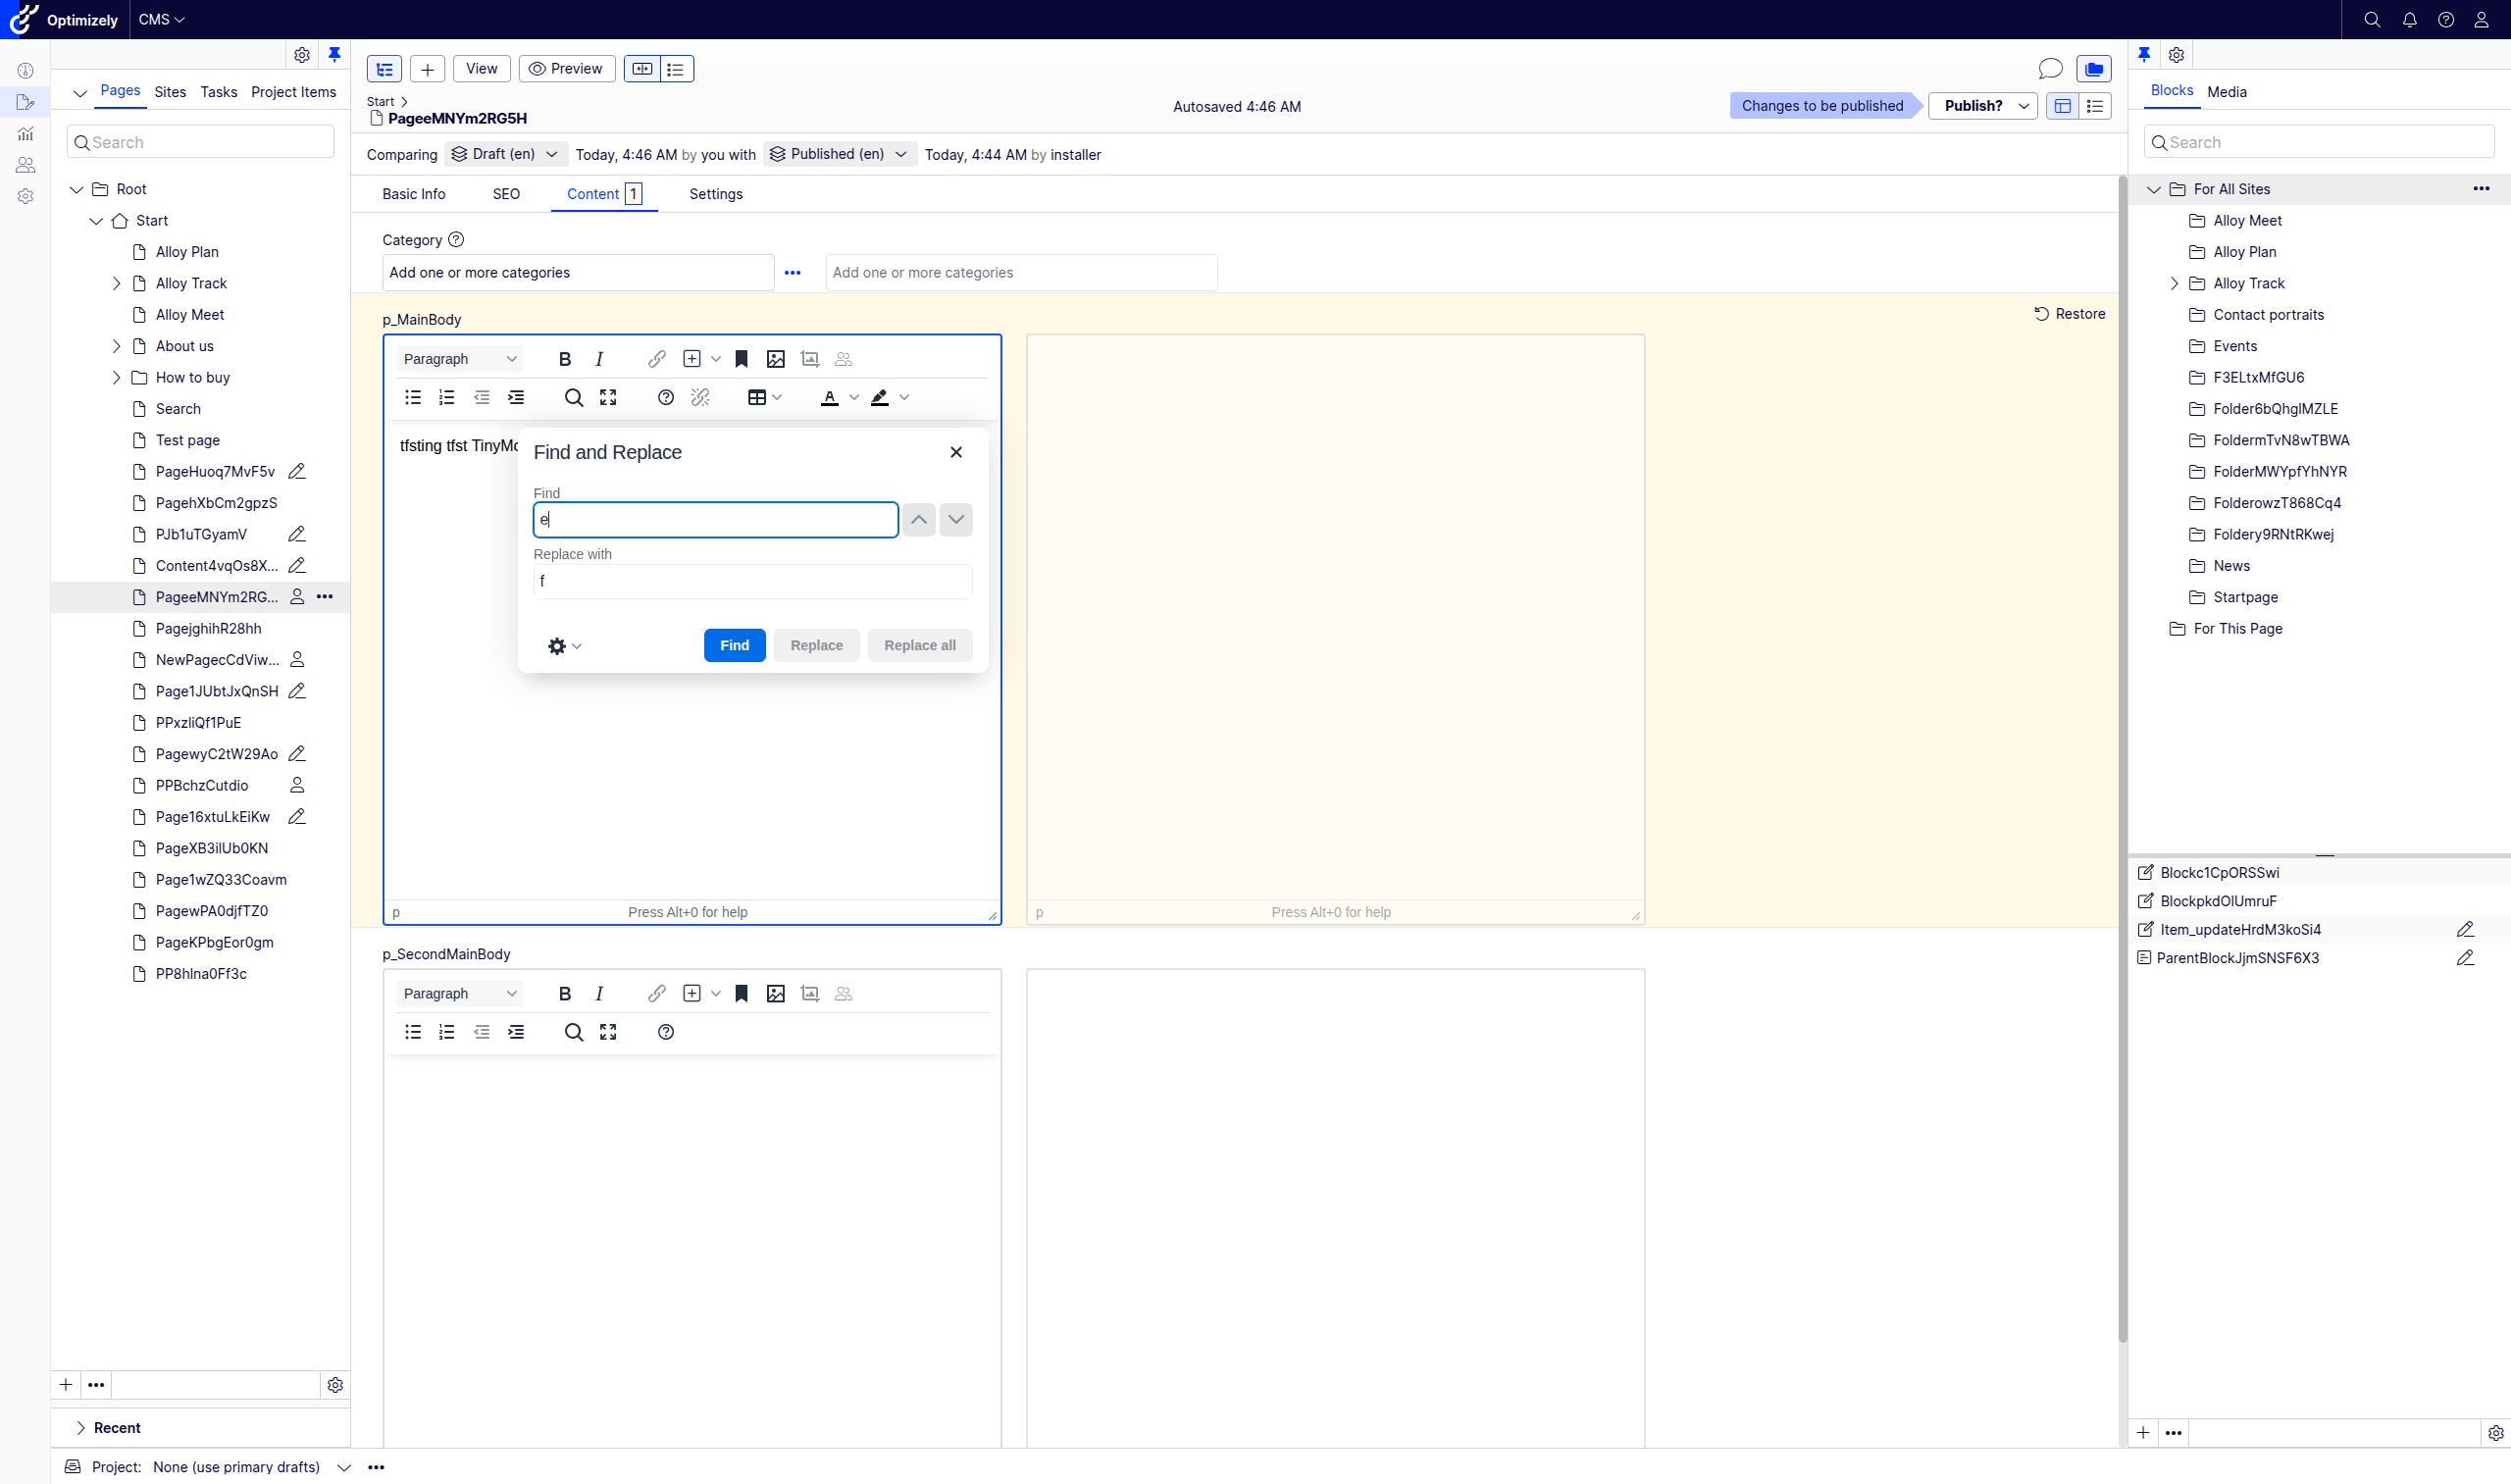 Optimizely CMS
Pages Sites Tasks Project Items
Search
Root
Start
Alloy Plan
Alloy Track
Alloy Meet
About us
How to buy
Search
Test page
PageHuoq7MvF5v
PagehXbCm2gpzS
PJb1uTGyamV
Content4vqOs8X...
PageeMNYm2RG...
PagejghihR28hh
NewPagecCdViw...
Page1JUbtJxQnSH
PPxzIiQf1PuE
PagewyC2tW29Ao
PPBchzCutdio
Page16xtuLkEiKw
PageXB3ilUb0KN
Page1wZQ33Coavm
PagewPA0djfTZ0
PageKPbgEor0gm
PP8hlna0Ff3c
Recent
Project: None (use primary drafts)
View Preview
Start
PageeMNYm2RG5H
Autosaved 4:46 AM
Changes to be published Publish?
Comparing Draft (en) Today, 4:46 AM by you with Published (en) Today, 4:44 AM by installer
Basic Info SEO Content 1 Settings
Category
Add one or more categories Add one or more categories
p_MainBody
Restore
Paragraph
tfsting tfst TinyMc
Find and Replace
Find
e
Replace with
f
Find Replace Replace all
p Press Alt+0 for help
p Press Alt+0 for help
p_SecondMainBody
Paragraph
Blocks Media
Search
For All Sites
Alloy Meet
Alloy Plan
Alloy Track
Contact portraits
Events
F3ELtxMfGU6
Folder6bQhglMZLE
FoldermTvN8wTBWA
FolderMWYpfYhNYR
FolderowzT868Cq4
Foldery9RNtRKwej
News
Startpage
For This Page
Blockc1CpORSSwi
BlockpkdOlUmruF
Item_updateHrdM3koSi4
ParentBlockJjmSNSF6X3